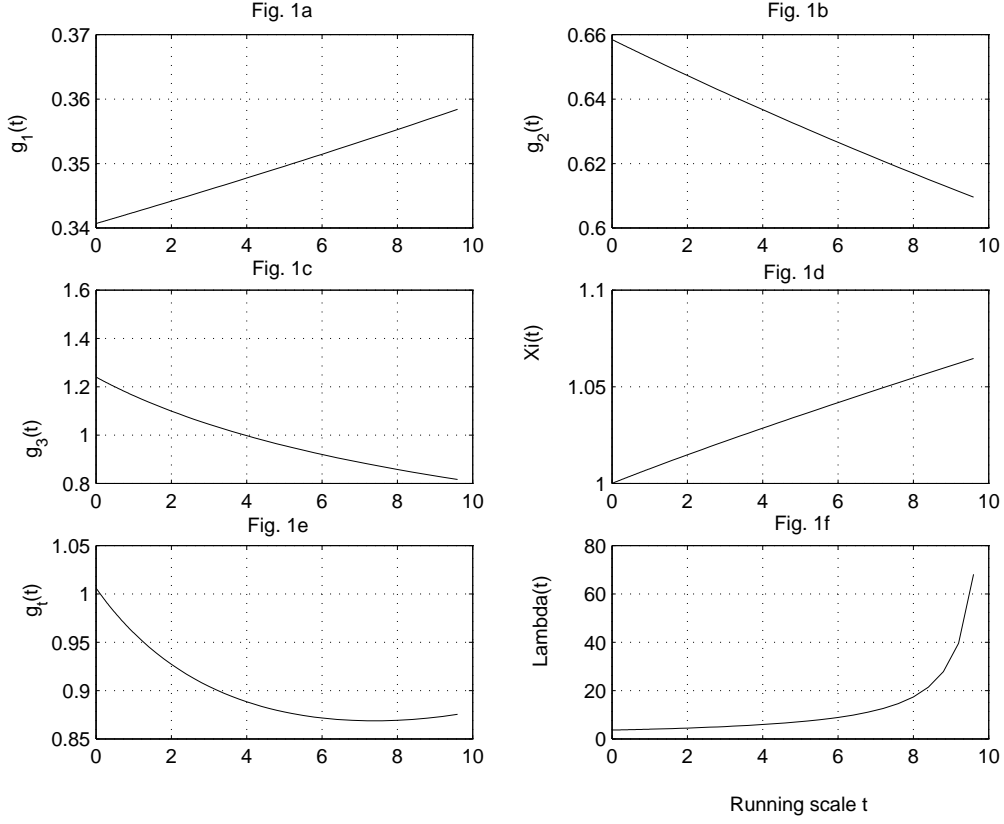 Fig. 1a
0.37
0.36
0.35
0.34
g_1(t)
0 2 4 6 8 10
Fig. 1b
0.66
0.64
0.62
0.6
g_2(t)
0 2 4 6 8 10
Fig. 1c
1.6
1.4
1.2
1
0.8
g_3(t)
0 2 4 6 8 10
Fig. 1d
1.1
1.05
1
Xi(t)
0 2 4 6 8 10
Fig. 1e
1.05
1
0.95
0.9
0.85
g_t(t)
0 2 4 6 8 10
Fig. 1f
80
60
40
20
0
Lambda(t)
0 2 4 6 8 10
Running scale t